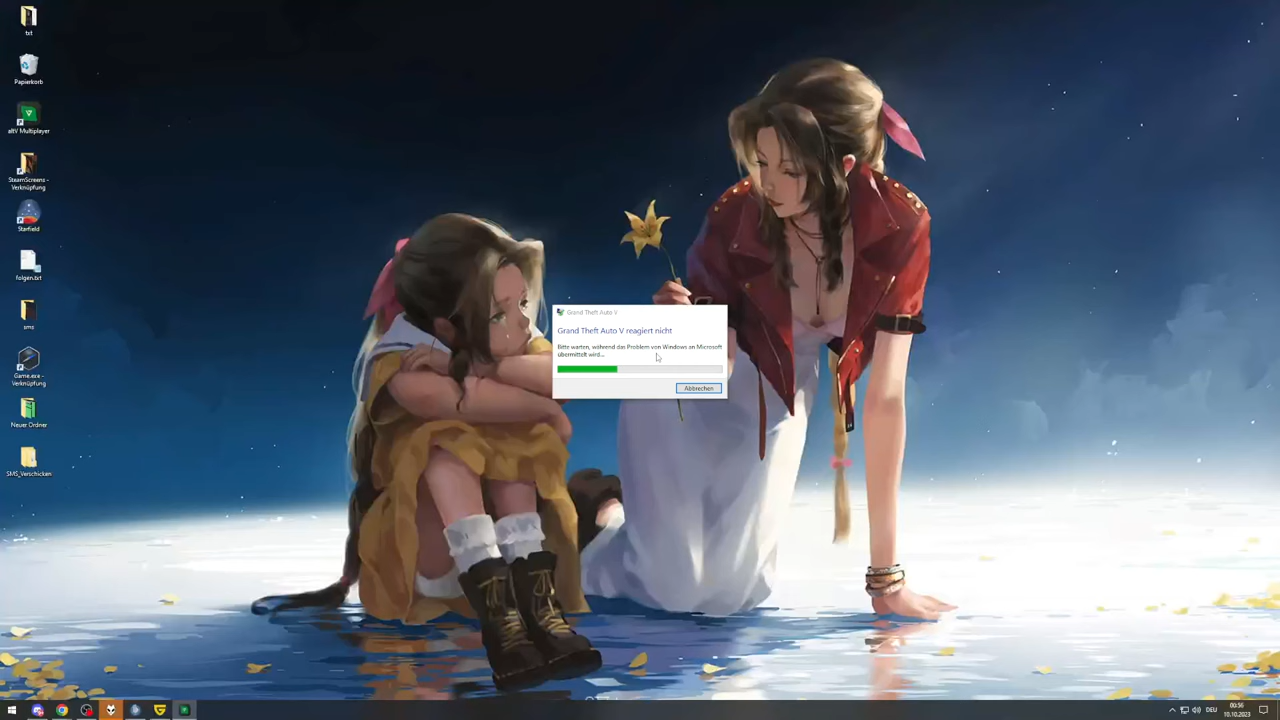 txt
Papierkorb
altV Multiplayer
SteamScreens -
Verknüpfung
Starfield
folgen.txt
sms
Game.exe -
Verknüpfung
Neuer Ordner
SMS_Verschicken
Grand Theft Auto V
Grand Theft Auto V reagiert nicht
Bitte warten, während das Problem von Windows an Microsoft
übermittelt wird...
Abbrechen
DEU
00:56
10.10.2023